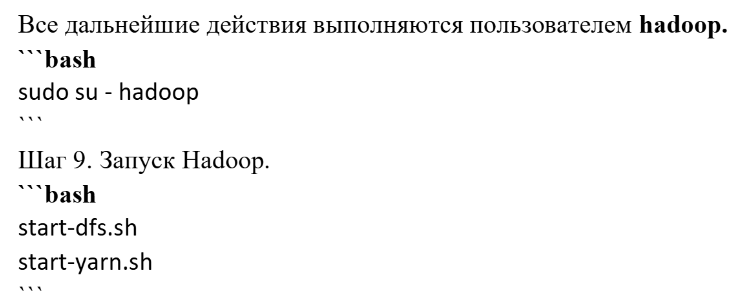 Все дальнейшие действия выполняются пользователем hadoop.
```bash
sudo su - hadoop
```
Шаг 9. Запуск Hadoop.
```bash
start-dfs.sh
start-yarn.sh
```